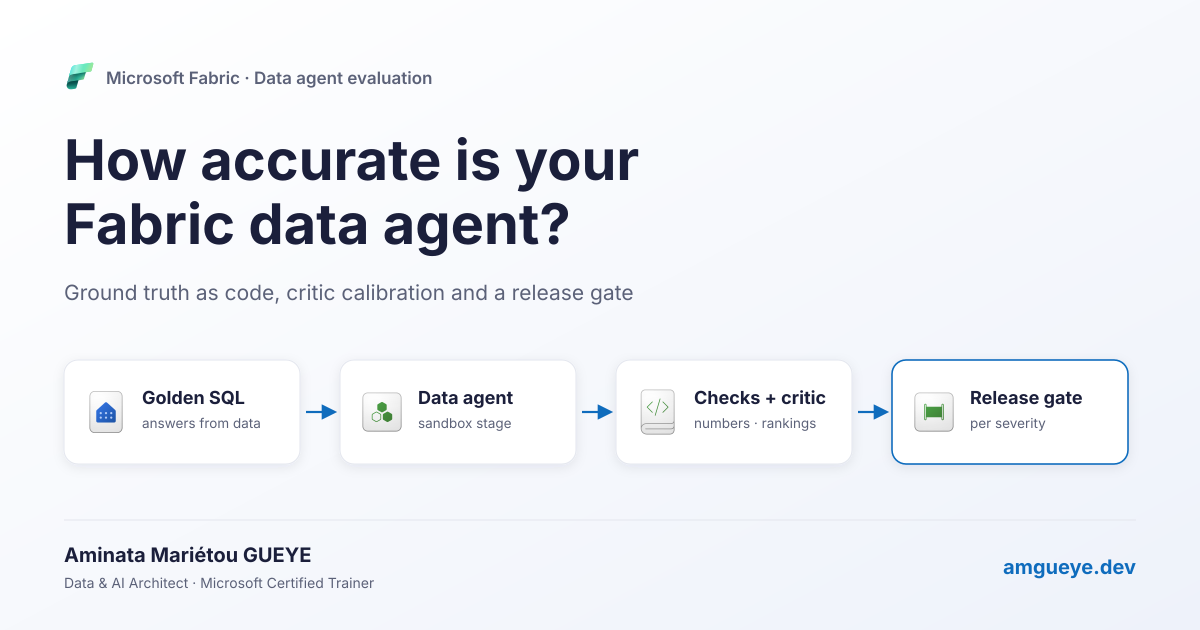 Microsoft Fabric · Data agent evaluation
How accurate is your
Fabric data agent?
Ground truth as code, critic calibration and a release gate
Golden SQL
answers from data
Data agent
sandbox stage
</>
Checks + critic
numbers · rankings
Release gate
per severity
Aminata Mariétou GUEYE
Data & AI Architect · Microsoft Certified Trainer
amgueye.dev